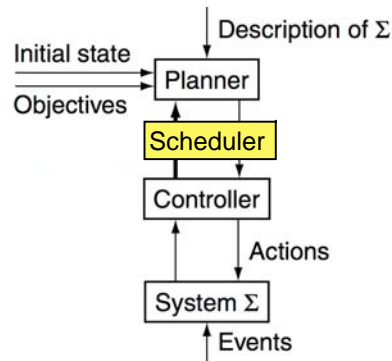 Description of Σ
Initial state
Planner
Objectives
Scheduler
Controller
Actions
System Σ
Events